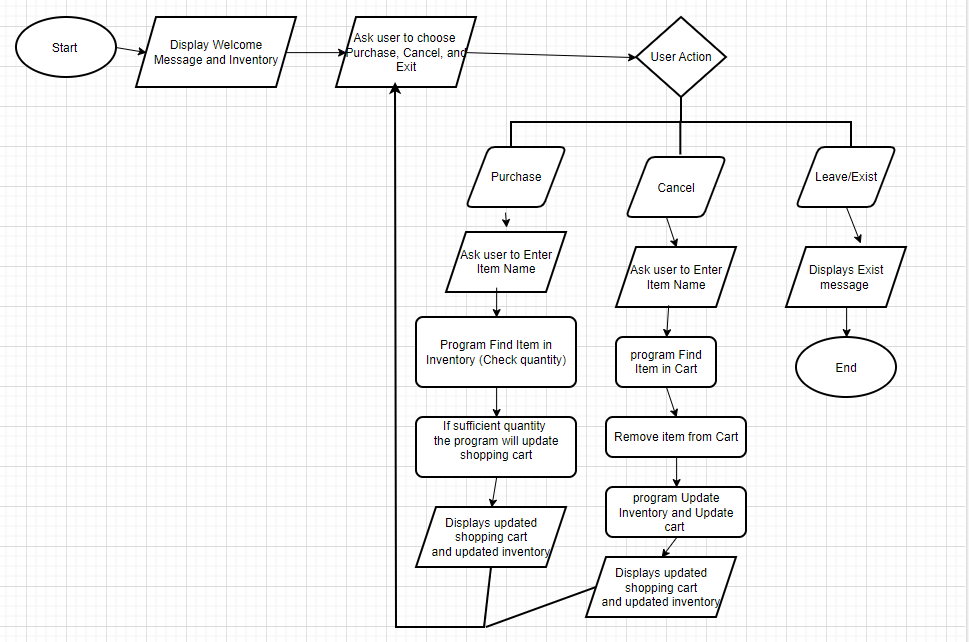 Start
Display Welcome
Message and Inventory
Ask user to choose
Purchase, Cancel, and
Exit
User Action
Purchase
Ask user to Enter
Item Name
Program Find Item in
Inventory (Check quantity)
If sufficient quantity
the program will update
shopping cart
Displays updated
shopping cart
and updated inventory
Cancel
Ask user to Enter
Item Name
program Find
Item in Cart
Remove item from Cart
program Update
Inventory and Update
cart
Displays updated
shopping cart
and updated inventory
Leave/Exist
Displays Exist
message
End